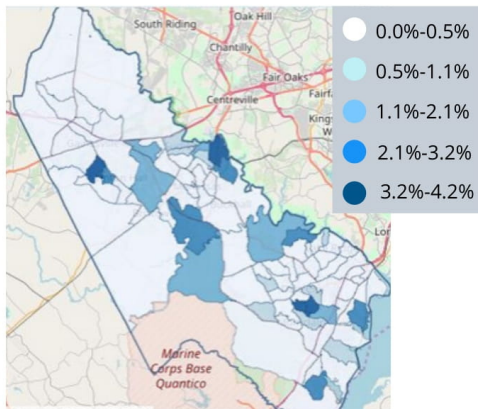 South Riding
Oak Hill
Chantilly
Fair Oaks
Centreville
Fairf
Kings
W
Lor
Marine
Corps Base
Quantico
0.0%-0.5%
0.5%-1.1%
1.1%-2.1%
2.1%-3.2%
3.2%-4.2%